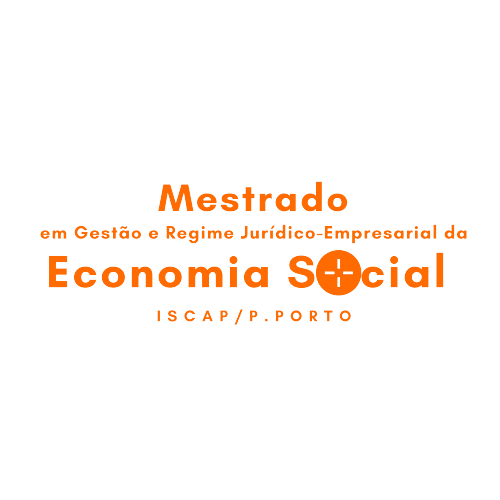 Mestrado
em Gestão e Regime Jurídico-Empresarial da
Economia Social
ISCAP/P.PORTO